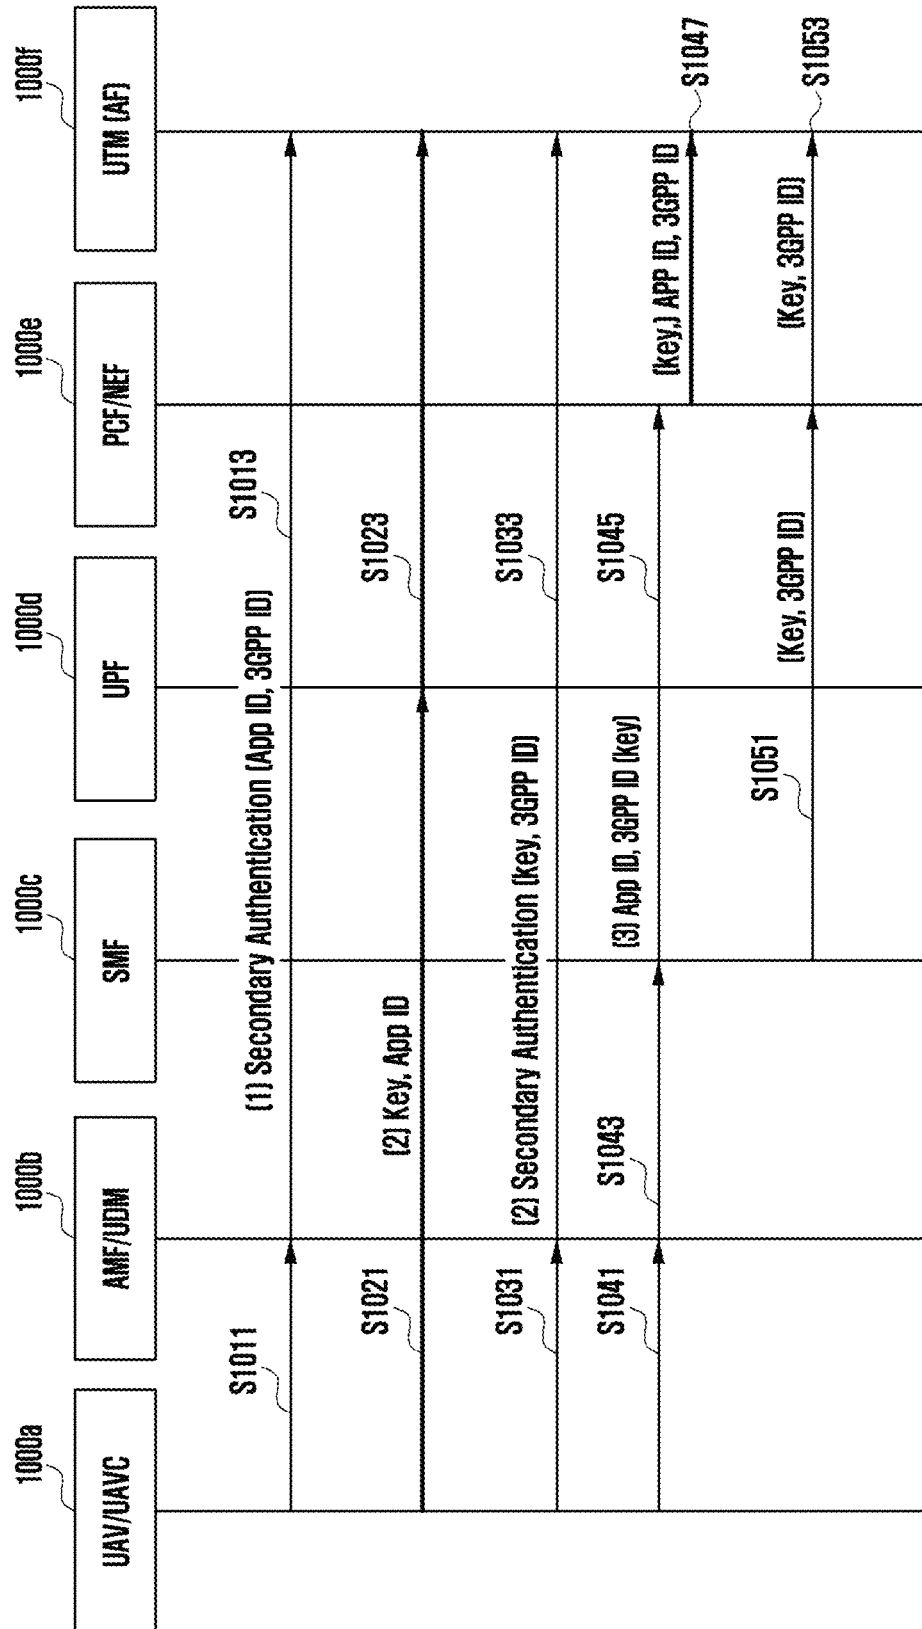 1000a
1000b
1000c
1000d
1000e
1000f
UAV/UAVC
AMF/UDM
SMF
UPF
PCF/NEF
UTM (AF)
S1011
(1) Secondary Authentication (App ID, 3GPP ID)
S1013
S1021
(2) Key, App ID
S1023
S1031
(2) Secondary Authentication (key, 3GPP ID)
S1033
S1041
S1043
(3) App ID, 3GPP ID (key)
S1045
(key,) APP ID, 3GPP ID
S1047
S1051
(Key, 3GPP ID)
(Key, 3GPP ID)
S1053